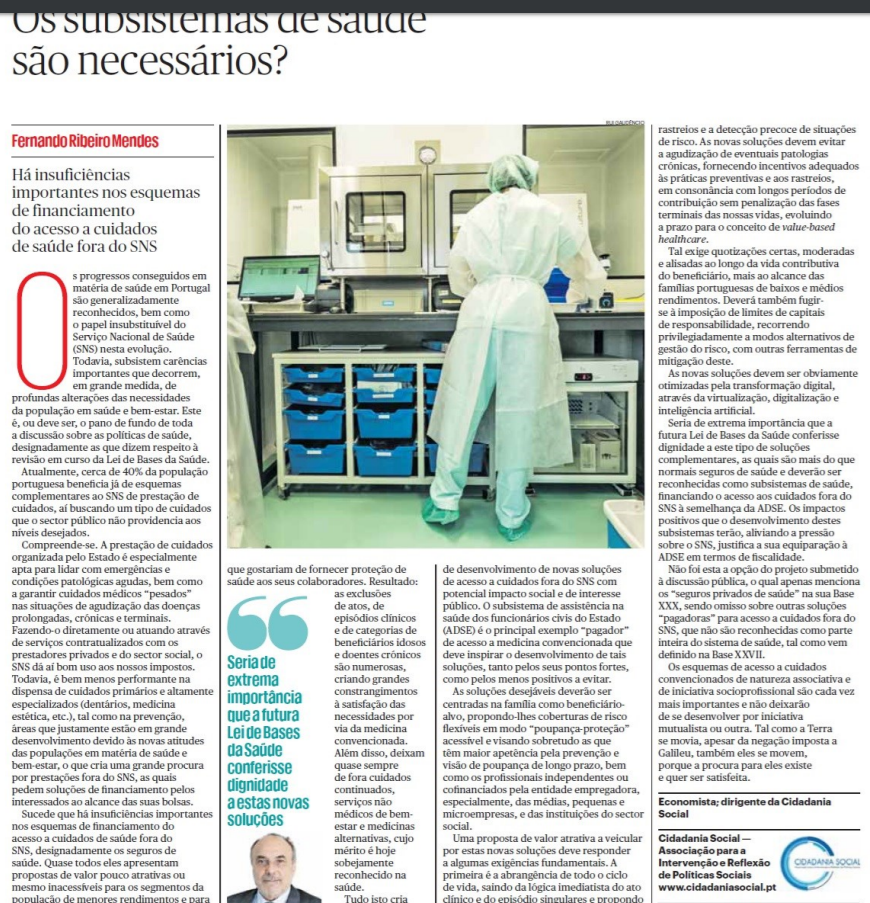 Os subsistemas de saúde
são necessários?
Fernando Ribeiro Mendes
Há insuficiências
importantes nos esquemas
de financiamento
do acesso a cuidados
de saúde fora do SNS
Os progressos conseguidos em
matéria de saúde em Portugal
são generalizadamente
reconhecidos, bem como
o papel insubstituível do
Serviço Nacional de Saúde
(SNS) nesta evolução.
Todavia, subsistem carências
importantes que decorrem,
em grande medida, de
profundas alterações das necessidades
da população em saúde e bem-estar. Este
é, ou deve ser, o pano de fundo de toda
a discussão sobre as políticas de saúde,
designadamente as que dizem respeito à
revisão em curso da Lei de Bases da Saúde.
Atualmente, cerca de 40% da população
portuguesa beneficia já de esquemas
complementares ao SNS de prestação de
cuidados, aí buscando um tipo de cuidados
que o sector público não providencia aos
níveis desejados.
Compreende-se. A prestação de cuidados
organizada pelo Estado é especialmente
apta para lidar com emergências e
condições patológicas agudas, bem como
a garantir cuidados médicos “pesados”
nas situações de agudização das doenças
prolongadas, crónicas e terminais.
Fazendo-o diretamente ou atuando através
de serviços contratualizados com os
prestadores privados e do sector social, o
SNS dá aí bom uso aos nossos impostos.
Todavia, é bem menos performante na
dispensa de cuidados primários e altamente
especializados (dentários, medicina
estética, etc.), tal como na prevenção,
áreas que justamente estão em grande
desenvolvimento devido às novas atitudes
das populações em matéria de saúde e
bem-estar, o que cria uma grande procura
por prestações fora do SNS, as quais
pedem soluções de financiamento pelos
interessados ao alcance das suas bolsas.
Sucede que há insuficiências importantes
nos esquemas de financiamento do
acesso a cuidados de saúde fora do
SNS, designadamente os seguros de
saúde. Quase todos eles apresentam
propostas de valor pouco atrativas ou
mesmo inacessíveis para os segmentos da
população de menores rendimentos e para
RUI GAUDÊNCIO
que gostariam de fornecer proteção de
saúde aos seus colaboradores. Resultado:
as exclusões
de atos, de
episódios clínicos
e de categorias de
beneficiários idosos
e doentes crónicos
são numerosas,
criando grandes
constrangimentos
à satisfação das
necessidades por
via da medicina
convencionada.
Além disso, deixam
quase sempre
de fora cuidados
continuados,
serviços não
médicos de bem-
estar e medicinas
alternativas, cujo
mérito é hoje
sobejamente
reconhecido na
saúde.
Tudo isto cria
Seria de
extrema
importância
que a futura
Lei de Bases
da Saúde
conferisse
dignidade
a estas novas
soluções
de desenvolvimento de novas soluções
de acesso a cuidados fora do SNS com
potencial impacto social e de interesse
público. O subsistema de assistência na
saúde dos funcionários civis do Estado
(ADSE) é o principal exemplo “pagador”
de acesso a medicina convencionada que
deve inspirar o desenvolvimento de tais
soluções, tanto pelos seus pontos fortes,
como pelos menos positivos a evitar.
As soluções desejáveis deverão ser
centradas na família como beneficiário-
alvo, propondo-lhes coberturas de risco
flexíveis em modo “poupança-proteção”
acessível e visando sobretudo as que
têm maior apetência pela prevenção e
visão de poupança de longo prazo, bem
como os profissionais independentes ou
cofinanciados pela entidade empregadora,
especialmente, das médias, pequenas e
microempresas, e das instituições do sector
social.
Uma proposta de valor atrativa a veicular
por estas novas soluções deve responder
a algumas exigências fundamentais. A
primeira é a abrangência de todo o ciclo
de vida, saindo da lógica imediatista do ato
clínico e do episódio singulares e propondo
rastreios e a detecção precoce de situações
de risco. As novas soluções devem evitar
a agudização de eventuais patologias
crónicas, fornecendo incentivos adequados
às práticas preventivas e aos rastreios,
em consonância com longos períodos de
contribuição sem penalização das fases
terminais das nossas vidas, evoluindo
a prazo para o conceito de value-based
healthcare.
Tal exige quotizações certas, moderadas
e alisadas ao longo da vida contributiva
do beneficiário, mais ao alcance das
famílias portuguesas de baixos e médios
rendimentos. Deverá também fugir-
se à imposição de limites de capitais
de responsabilidade, recorrendo
privilegiadamente a modos alternativos de
gestão do risco, com outras ferramentas de
mitigação deste.
As novas soluções devem ser obviamente
otimizadas pela transformação digital,
através da virtualização, digitalização e
inteligência artificial.
Seria de extrema importância que a
futura Lei de Bases da Saúde conferisse
dignidade a este tipo de soluções
complementares, as quais são mais do que
normais seguros de saúde e deverão ser
reconhecidas como subsistemas de saúde,
financiando o acesso aos cuidados fora do
SNS à semelhança da ADSE. Os impactos
positivos que o desenvolvimento destes
subsistemas terão, aliviando a pressão
sobre o SNS, justifica a sua equiparação à
ADSE em termos de fiscalidade.
Não foi esta a opção do projeto submetido
à discussão pública, o qual apenas menciona
os “seguros privados de saúde” na sua Base
XXX, sendo omisso sobre outras soluções
“pagadoras” para acesso a cuidados fora do
SNS, que não são reconhecidas como parte
inteira do sistema de saúde, tal como vem
definido na Base XXVII.
Os esquemas de acesso a cuidados
convencionados de natureza associativa e
de iniciativa socioprofissional são cada vez
mais importantes e não deixarão
de se desenvolver por iniciativa
mutualista ou outra. Tal como a Terra
se movia, apesar da negação imposta a
Galileu, também eles se movem,
porque a procura para eles existe
e quer ser satisfeita.
Economista; dirigente da Cidadania
Social
Cidadania Social —
Associação para a
Intervenção e Reflexão
de Políticas Sociais
www.cidadaniasocial.pt
CIDADANIA SOCIAL